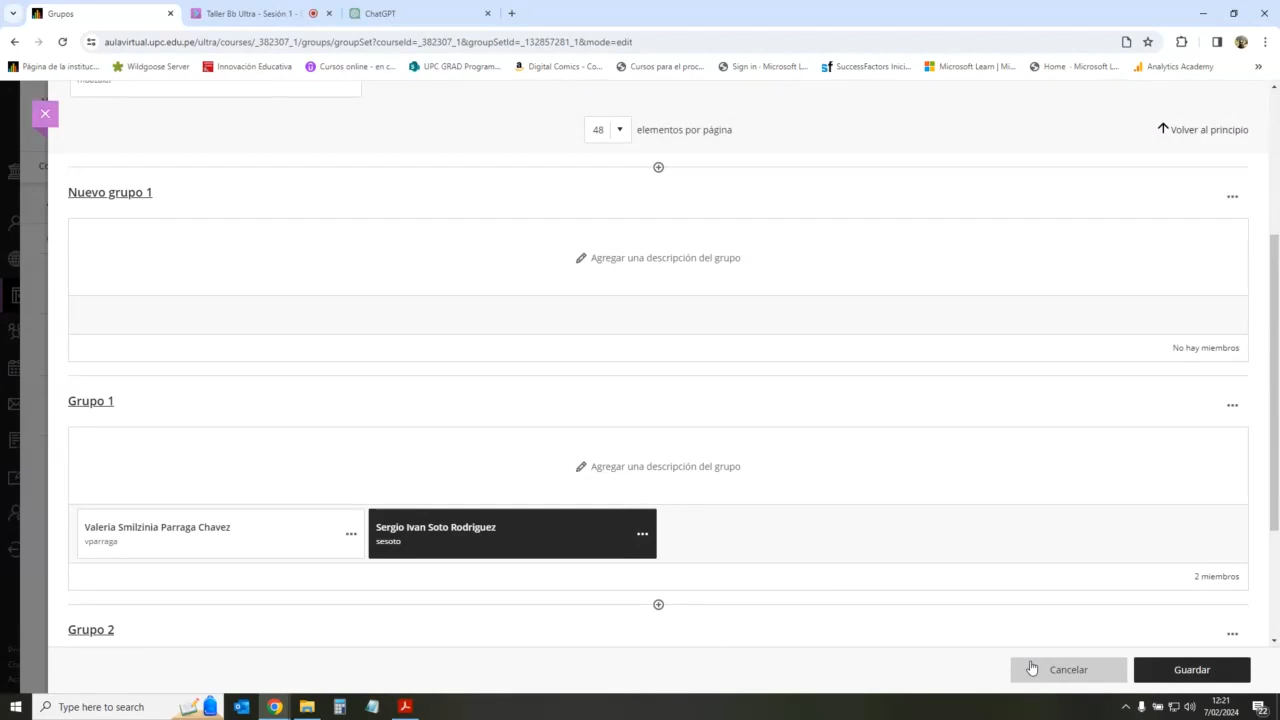 Grupos
Taller Bb Ultra - Sesión 1 -
ChatGPT
aulavirtual.upc.edu.pe/ultra/courses/_382307_1/groups/groupSet?courseId=_382307_1&groupSetId=_132857281_1&mode=edit
Página de la instituc...
Wildgoose Server
Innovación Educativa
Cursos online - en c...
UPC GRAD Program...
Digital Comics - Co...
Cursos para el proc...
Sign in · Microsoft L...
SuccessFactors Inici...
Microsoft Learn | Mi...
Home · Microsoft L...
Analytics Academy
48
elementos por página
Volver al principio
Nuevo grupo 1
Agregar una descripción del grupo
No hay miembros
Grupo 1
Agregar una descripción del grupo
Valeria Smilzinia Parraga Chavez
vparraga
Sergio Ivan Soto Rodriguez
sesoto
2 miembros
Grupo 2
Cancelar
Guardar
Type here to search
12:21
7/02/2024
22